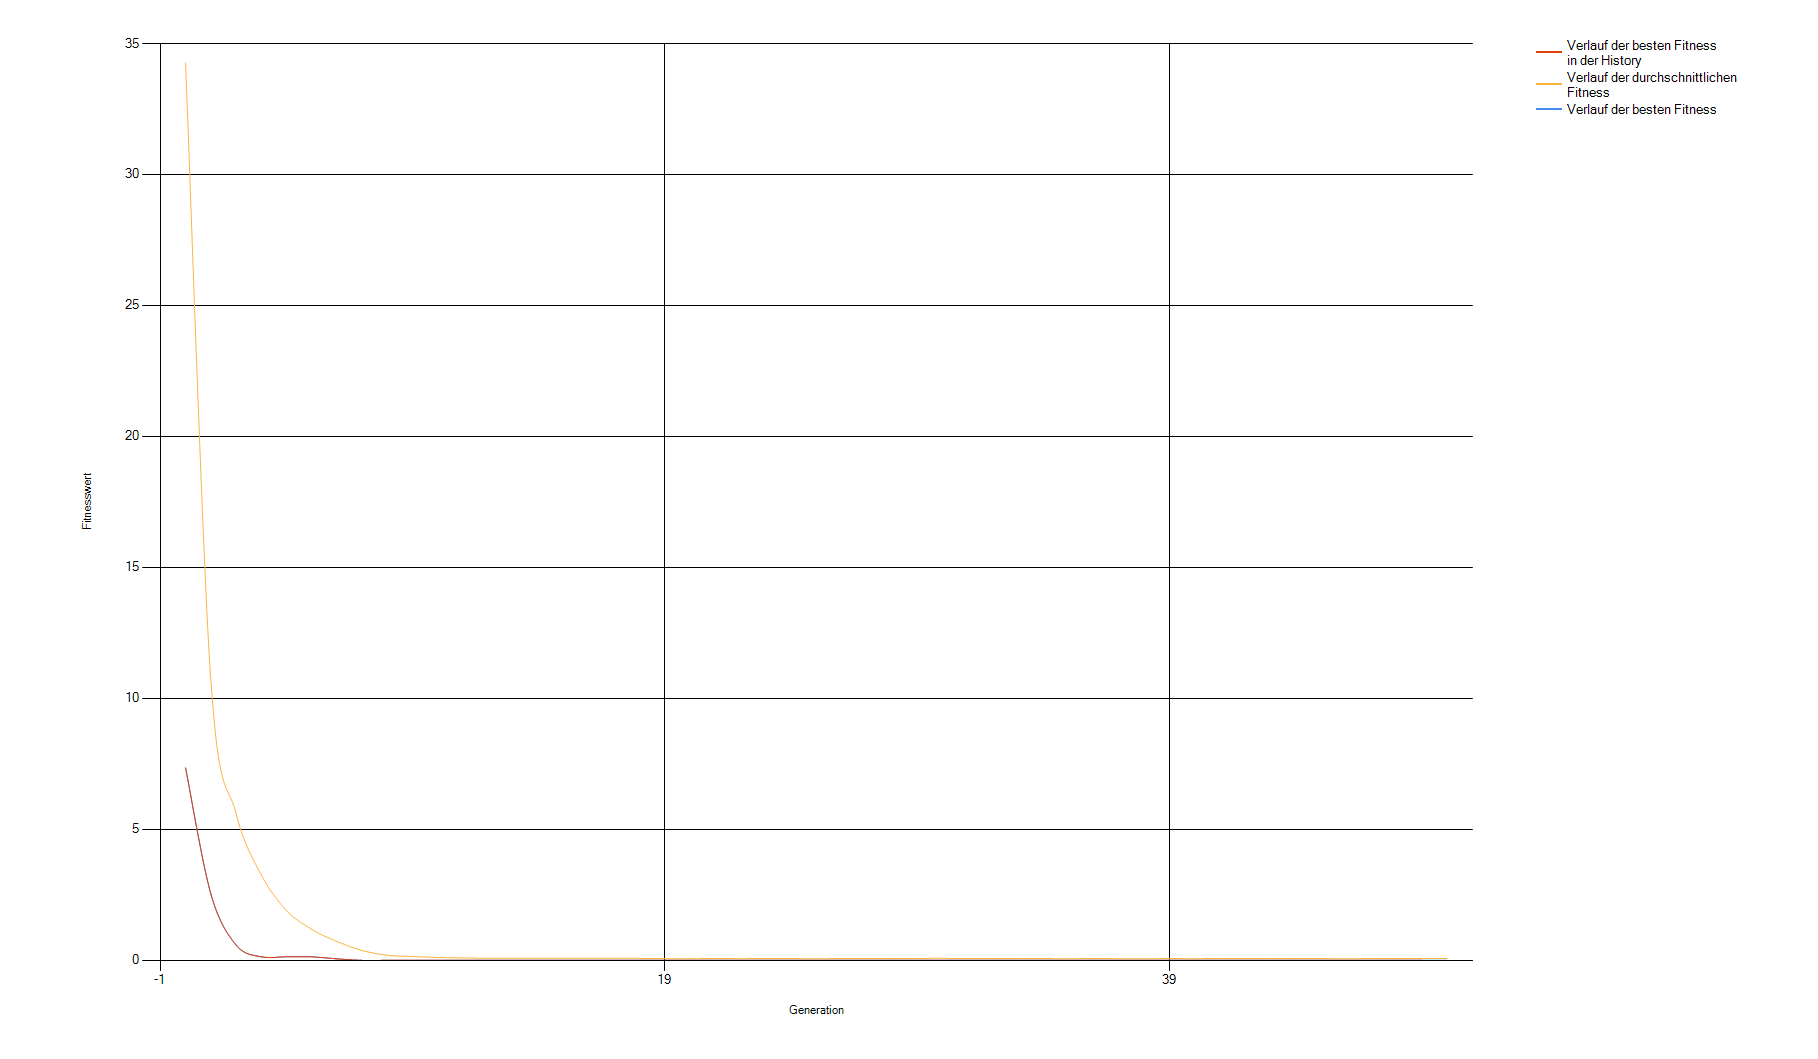 35
30
25
20
15
10
5
0
Fitnesswert
-1
19
39
Generation
Verlauf der besten Fitness
in der History
Verlauf der durchschnittlichen
Fitness
Verlauf der besten Fitness